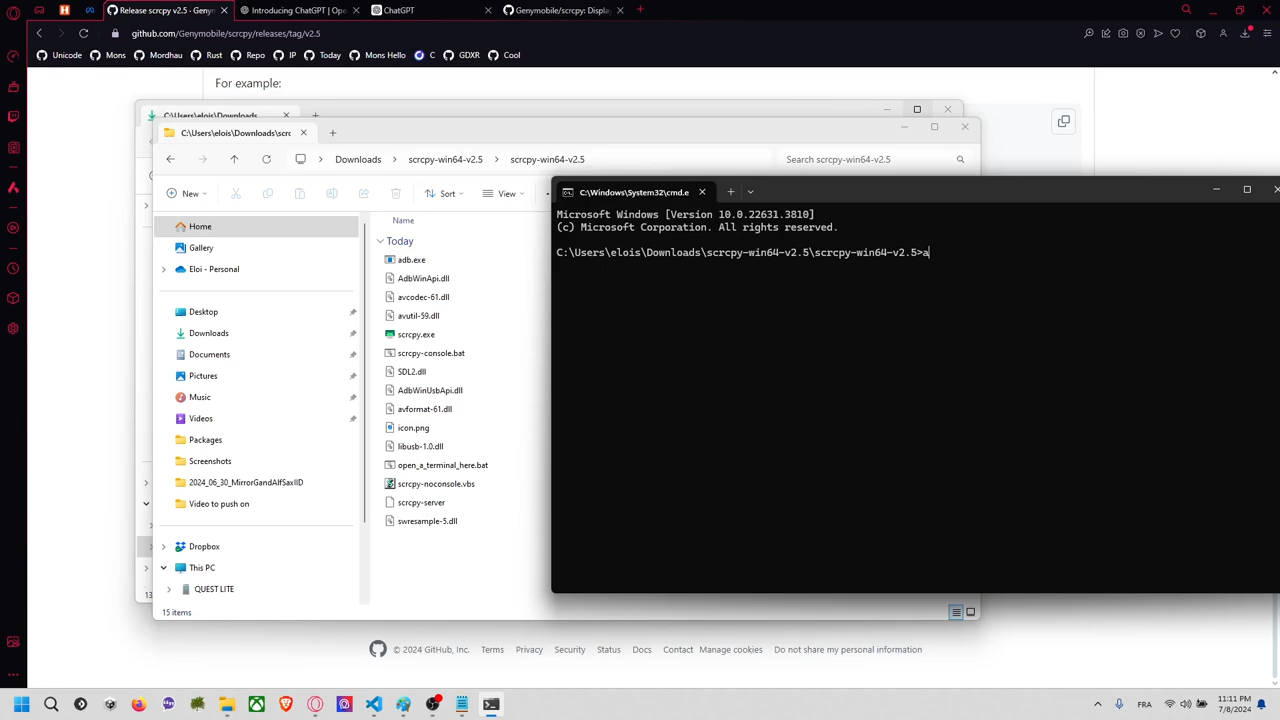 Release scrcpy v2.5 · Genym
Introducing ChatGPT | Open
ChatGPT
Genymobile/scrcpy: Displ
github.com/Genymobile/scrcpy/releases/tag/v2.5
Unicode
Mons
Mordhau
Rust
Repo
IP
Today
Mons Hello
C
GDXR
Cool
For example:
C:\Users\elois\Downloads
C:\Users\elois\Downloads\scrc
Downloads
scrcpy-win64-v2.5
scrcpy-win64-v2.5
Search scrcpy-win64-v2.5
New
Sort
View
C:\Windows\System32\cmd.e
Microsoft Windows [Version 10.0.22631.3810]
(c) Microsoft Corporation. All rights reserved.
C:\Users\elois\Downloads\scrcpy-win64-v2.5\scrcpy-win64-v2.5>a
Home
Gallery
Eloi - Personal
Desktop
Downloads
Documents
Pictures
Music
Videos
Packages
Screenshots
2024_06_30_MirrorGandAlfSaxIID
Video to push on
Dropbox
This PC
QUEST LITE
Name
Today
adb.exe
AdbWinApi.dll
avcodec-61.dll
avutil-59.dll
scrcpy.exe
scrcpy-console.bat
SDL2.dll
AdbWinUsbApi.dll
avformat-61.dll
icon.png
libusb-1.0.dll
open_a_terminal_here.bat
scrcpy-noconsole.vbs
scrcpy-server
swresample-5.dll
13
15 items
© 2024 GitHub, Inc.
Terms
Privacy
Security
Status
Docs
Contact
Manage cookies
Do not share my personal information
FRA
11:11 PM
7/8/2024